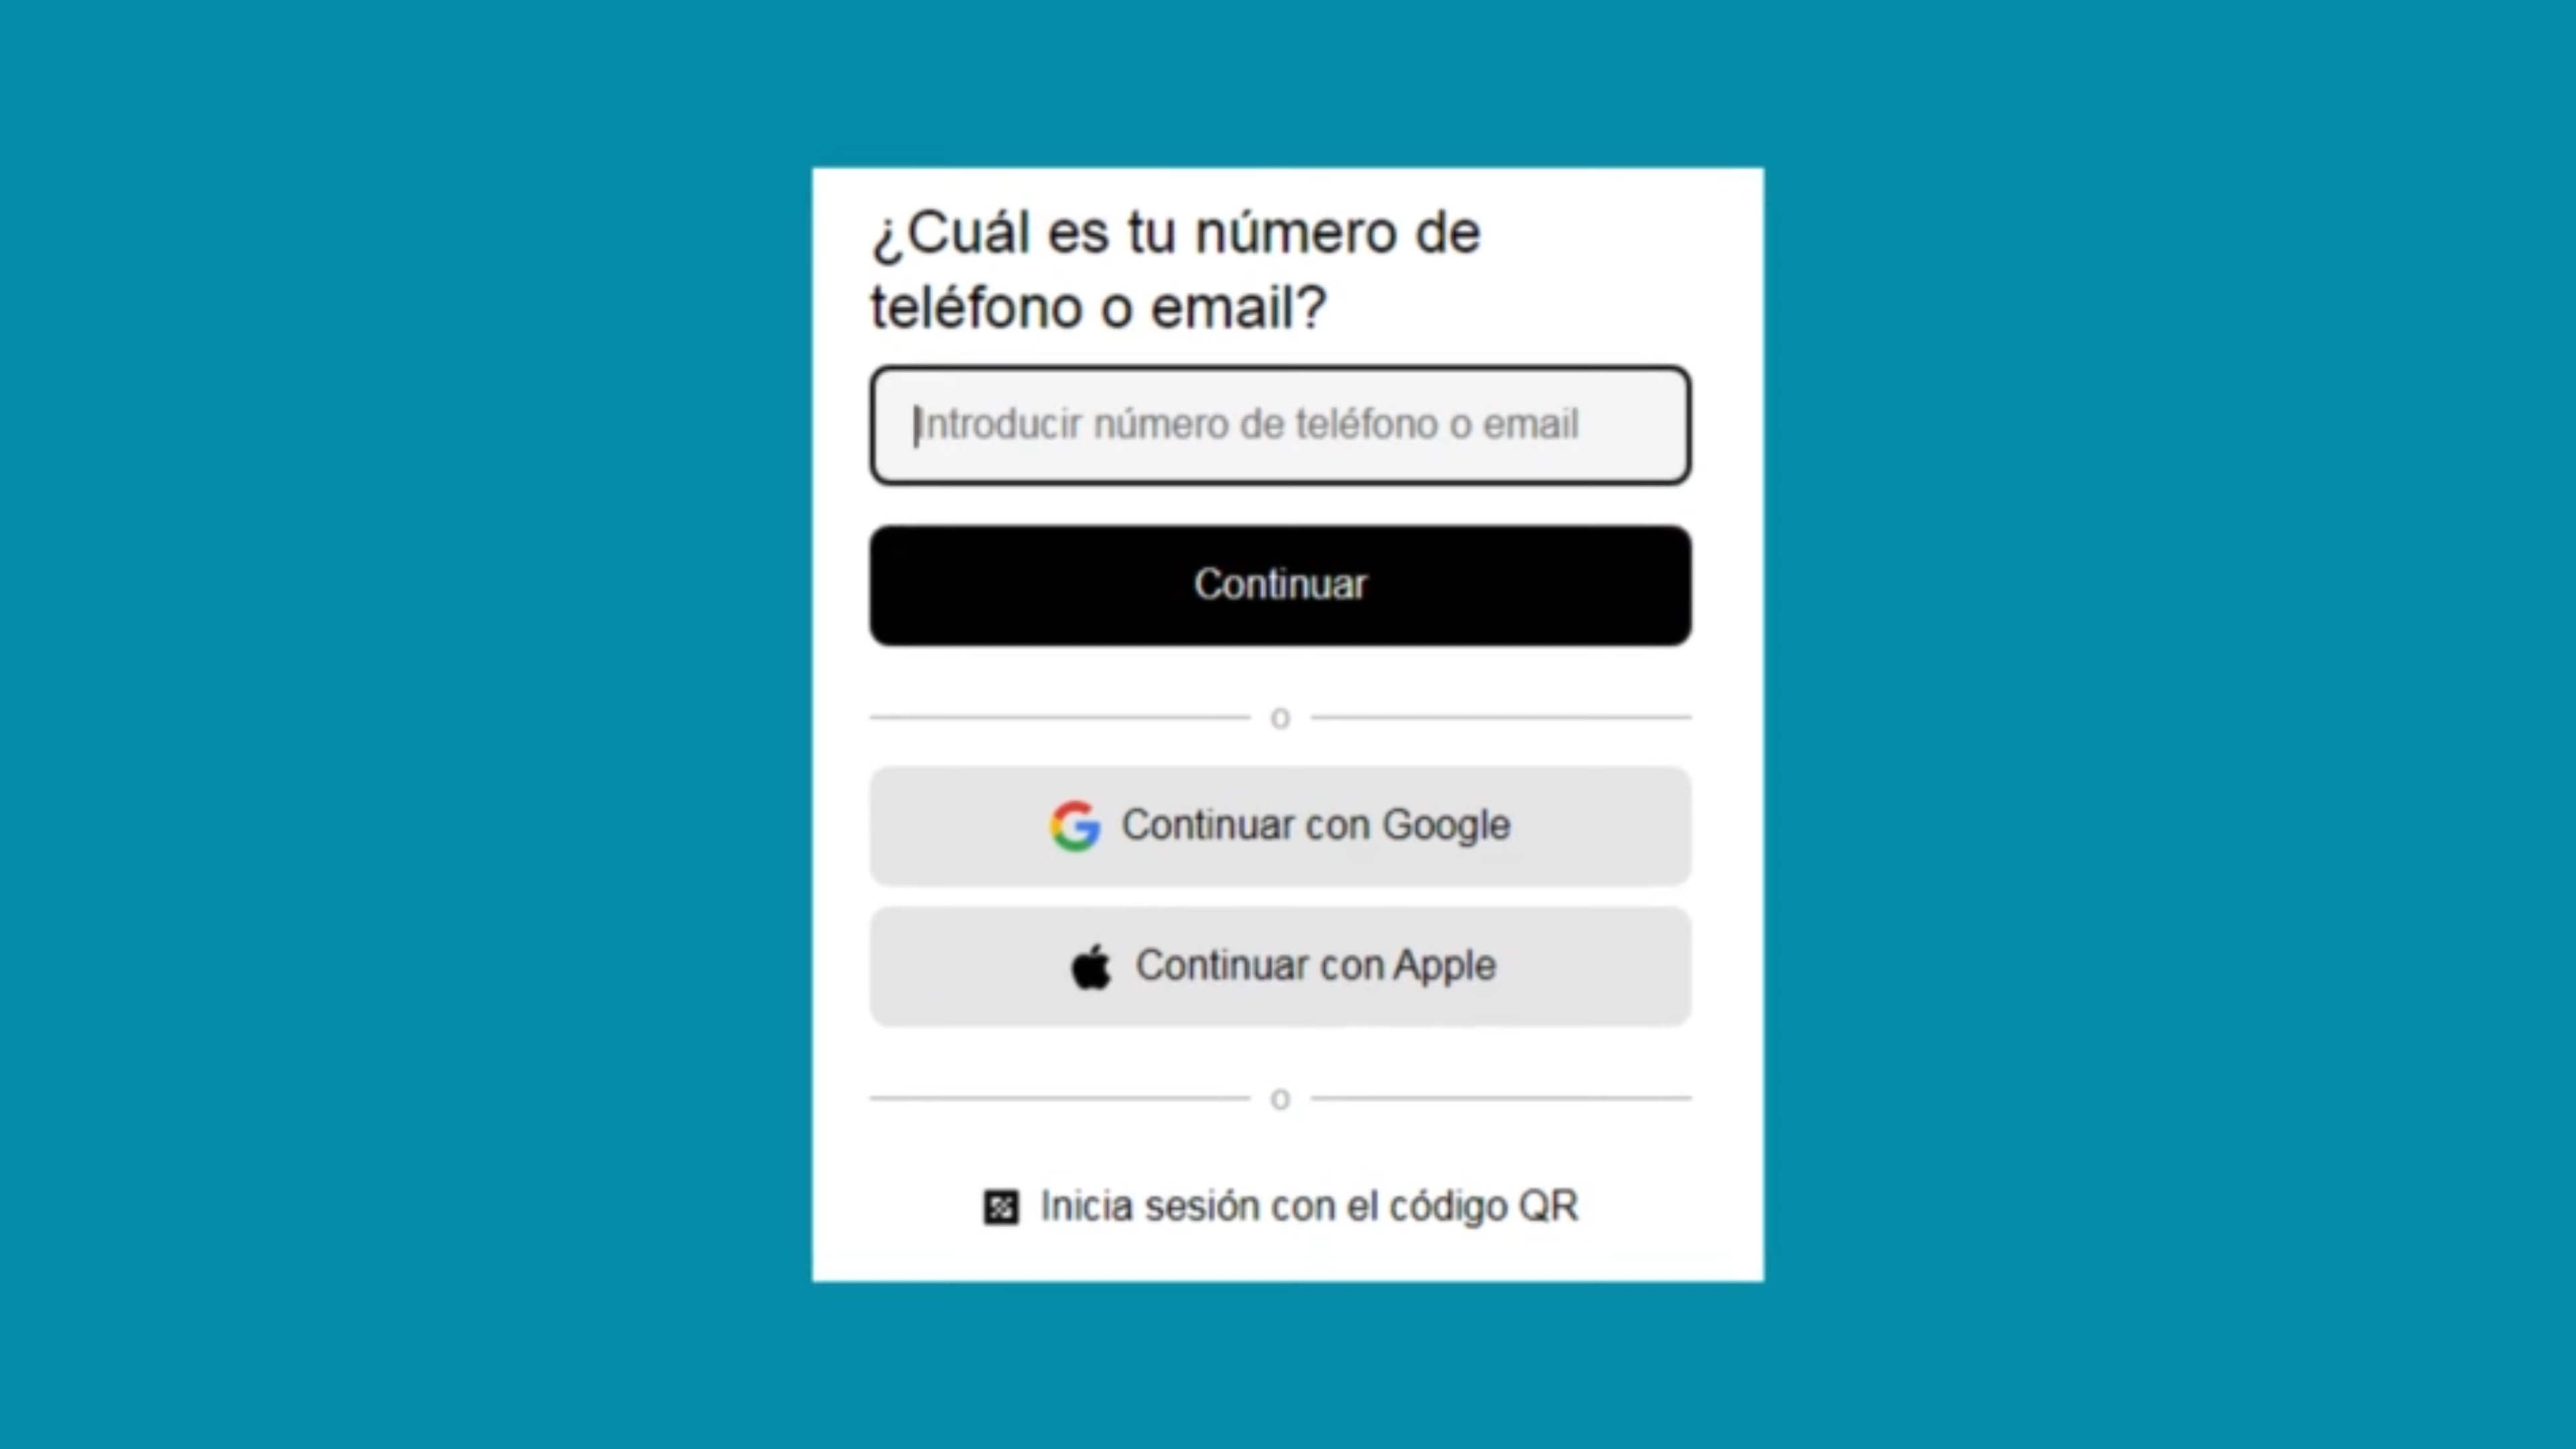 ¿Cuál es tu número de
teléfono o email?
Introducir número de teléfono o email
Continuar
o
Continuar con Google
Continuar con Apple
o
Inicia sesión con el código QR